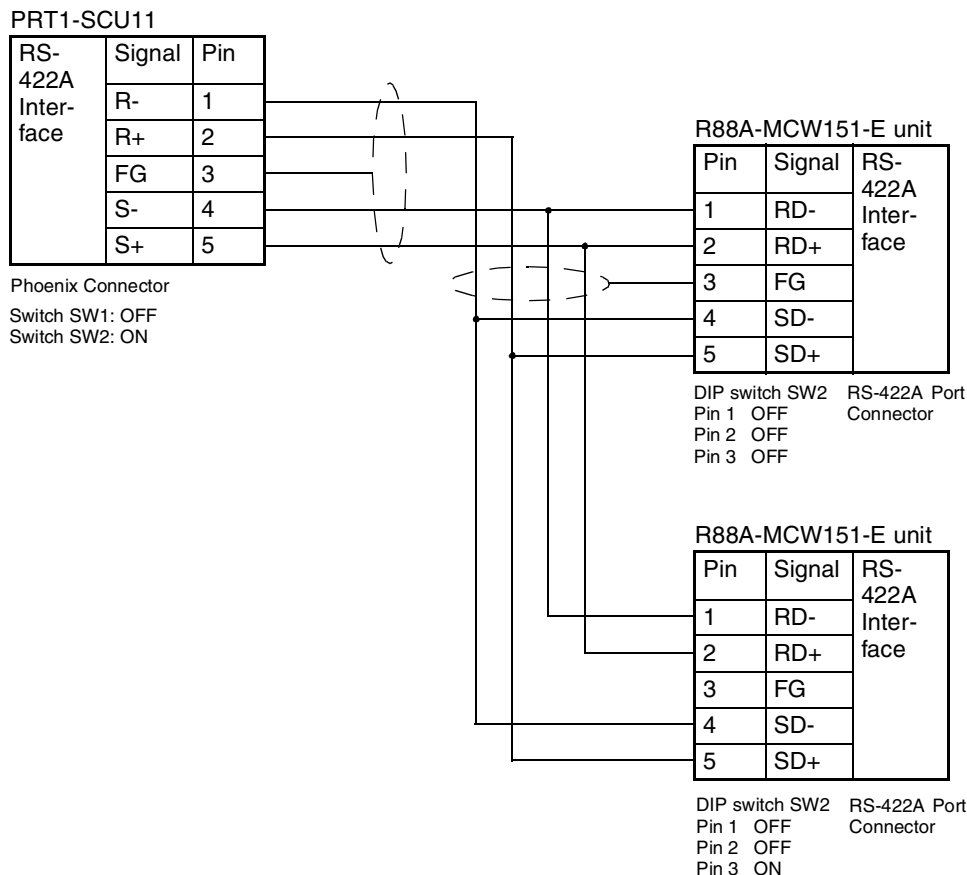 PRT1-SCU11
RS-422A Inter-face
Signal Pin
R- 1
R+ 2
FG 3
S- 4
S+ 5
Phoenix Connector
Switch SW1: OFF
Switch SW2: ON
R88A-MCW151-E unit
Pin Signal
RS-422A Inter-face
1 RD-
2 RD+
3 FG
4 SD-
5 SD+
DIP switch SW2
Pin 1 OFF
Pin 2 OFF
Pin 3 OFF
RS-422A Port
Connector
R88A-MCW151-E unit
Pin Signal
RS-422A Inter-face
1 RD-
2 RD+
3 FG
4 SD-
5 SD+
DIP switch SW2
Pin 1 OFF
Pin 2 OFF
Pin 3 ON
RS-422A Port
Connector